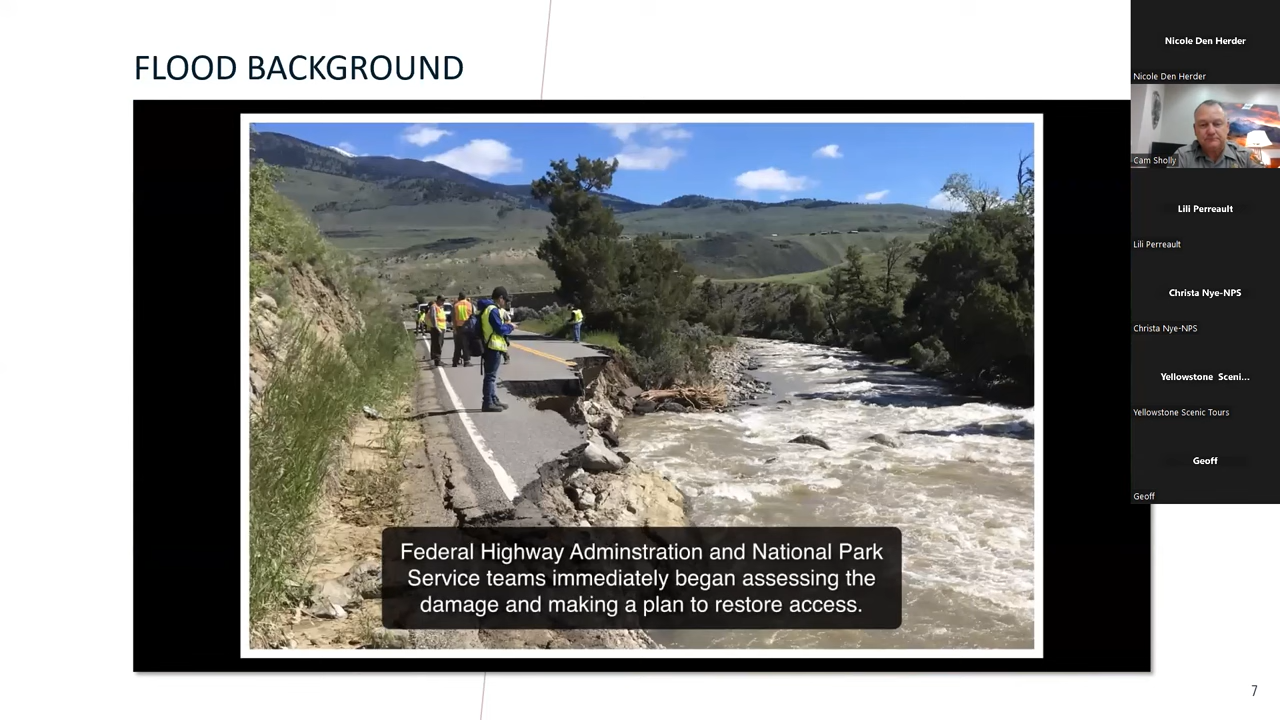 FLOOD BACKGROUND
Federal Highway Adminstration and National Park
Service teams immediately began assessing the
damage and making a plan to restore access.
Nicole Den Herder
Nicole Den Herder
Cam Sholly
Lili Perreault
Lili Perreault
Christa Nye-NPS
Christa Nye-NPS
Yellowstone Sceni...
Yellowstone Scenic Tours
Geoff
Geoff
7